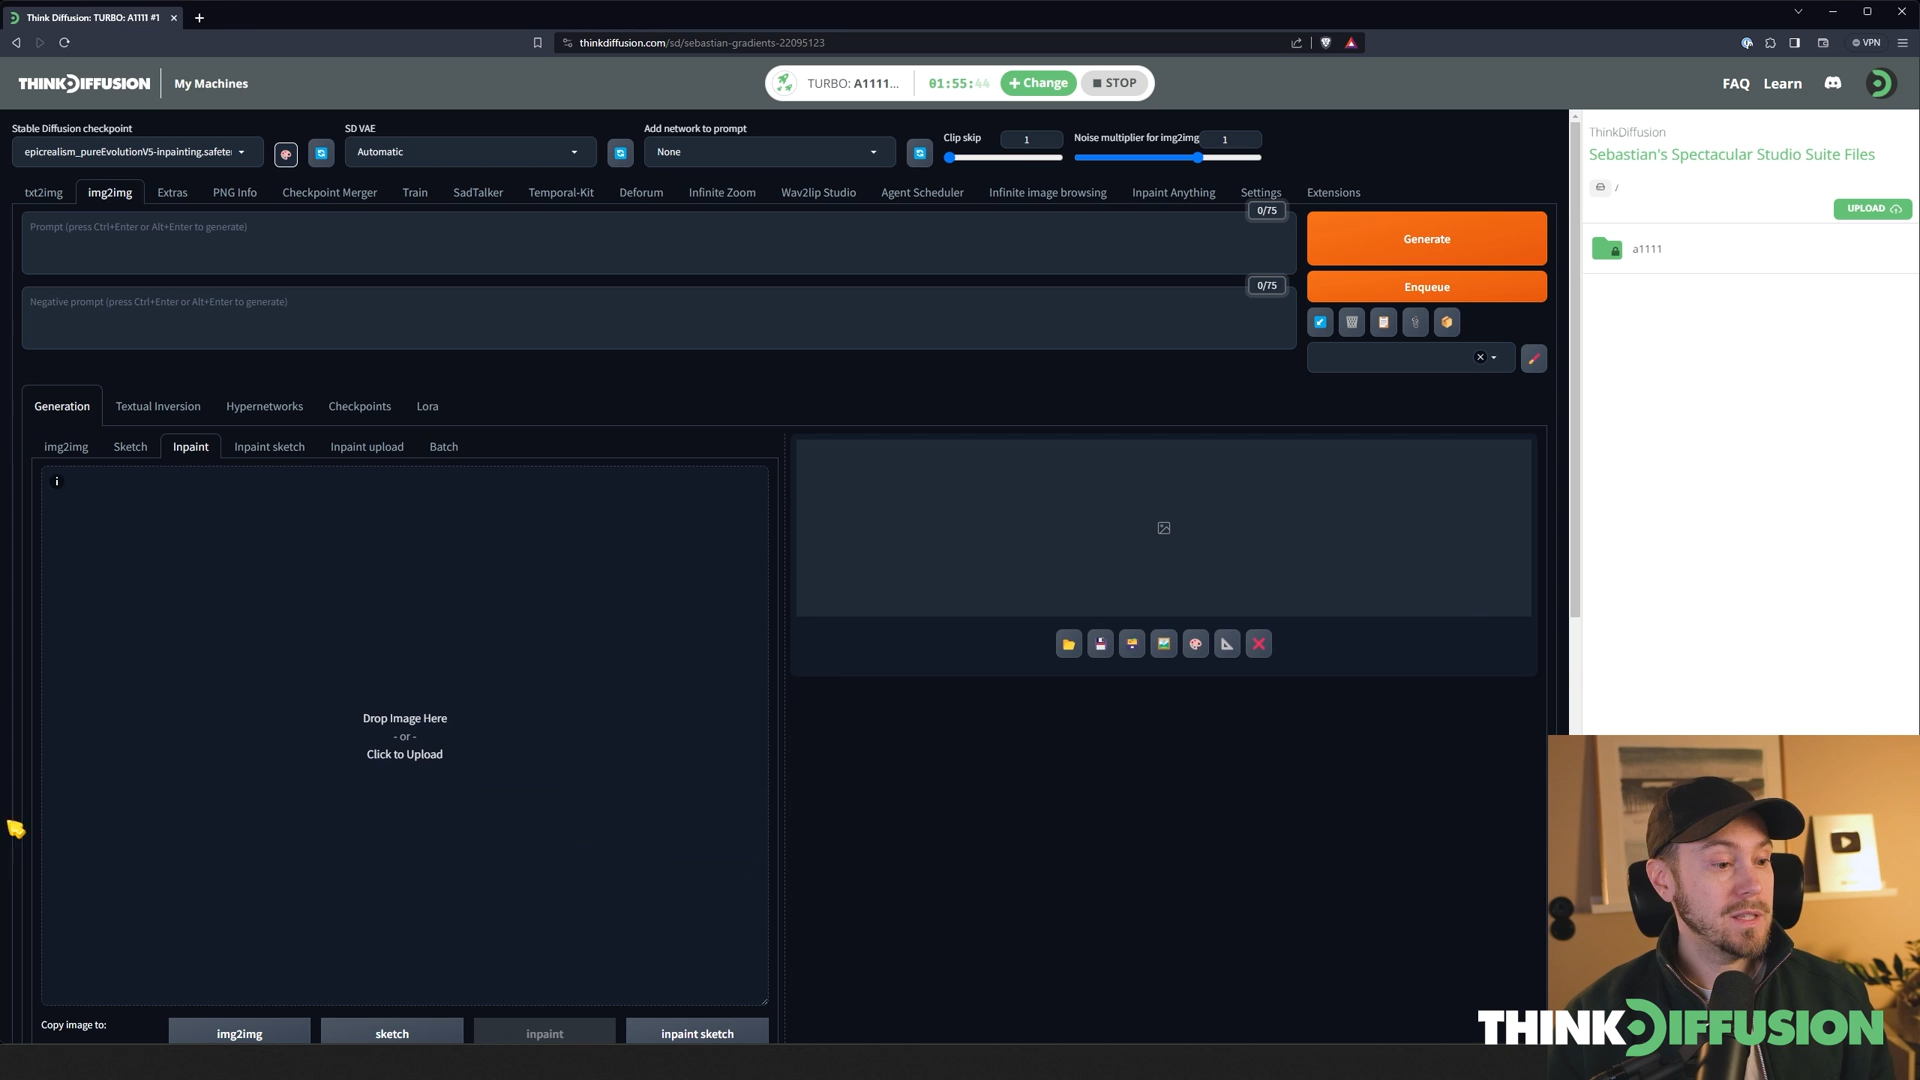 Think Diffusion: TURBO: A1111 #1
thinkdiffusion.com/sd/sebastian-gradients-22095123
VPN
THINKDIFFUSION
My Machines
TURBO: A1111...
01:55:44
+ Change
STOP
FAQ
Learn
Stable Diffusion checkpoint
epicrealism_pureEvolutionV5-inpainting.safete
SD VAE
Automatic
Add network to prompt
None
Clip skip
1
Noise multiplier for img2img
1
txt2img
img2img
Extras
PNG Info
Checkpoint Merger
Train
SadTalker
Temporal-Kit
Deforum
Infinite Zoom
Wav2lip Studio
Agent Scheduler
Infinite image browsing
Inpaint Anything
Settings
Extensions
Prompt (press Ctrl+Enter or Alt+Enter to generate)
0/75
Negative prompt (press Ctrl+Enter or Alt+Enter to generate)
0/75
Generate
Enqueue
Generation
Textual Inversion
Hypernetworks
Checkpoints
Lora
img2img
Sketch
Inpaint
Inpaint sketch
Inpaint upload
Batch
i
Drop Image Here
- or -
Click to Upload
Copy image to:
img2img
sketch
inpaint
inpaint sketch
ThinkDiffusion
Sebastian's Spectacular Studio Suite Files
/
UPLOAD
a1111
THINKDIFFUSION